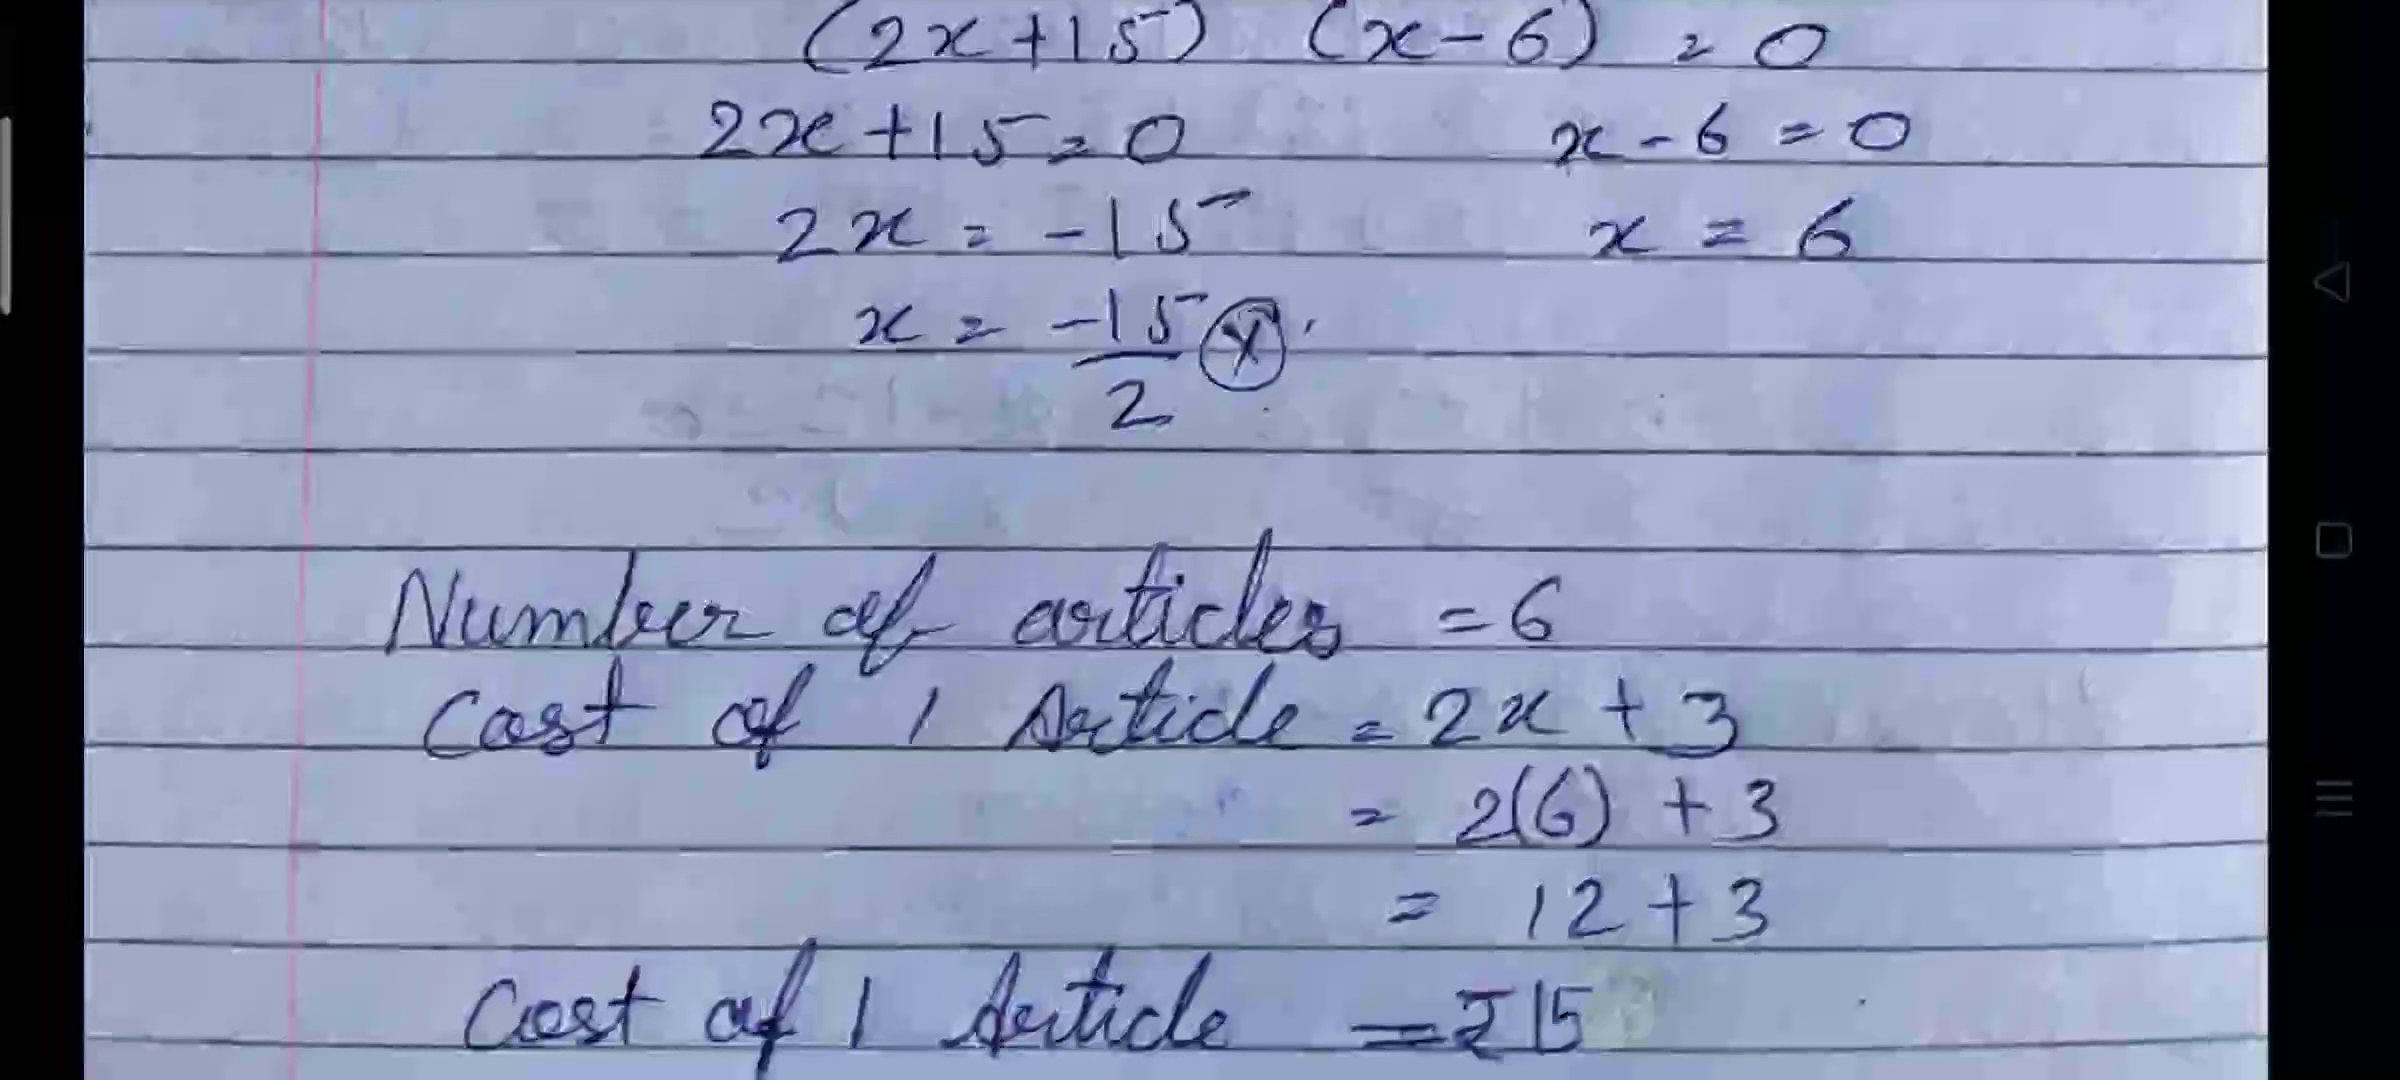 (2x+15) (x-6) = 0
2x+15=0 x-6=0
2x = -15 x = 6
x = -15/2 ⓧ.
Number of articles = 6
Cost of 1 Article = 2x + 3
= 2(6) + 3
= 12 + 3
Cost of 1 Article = ₹15